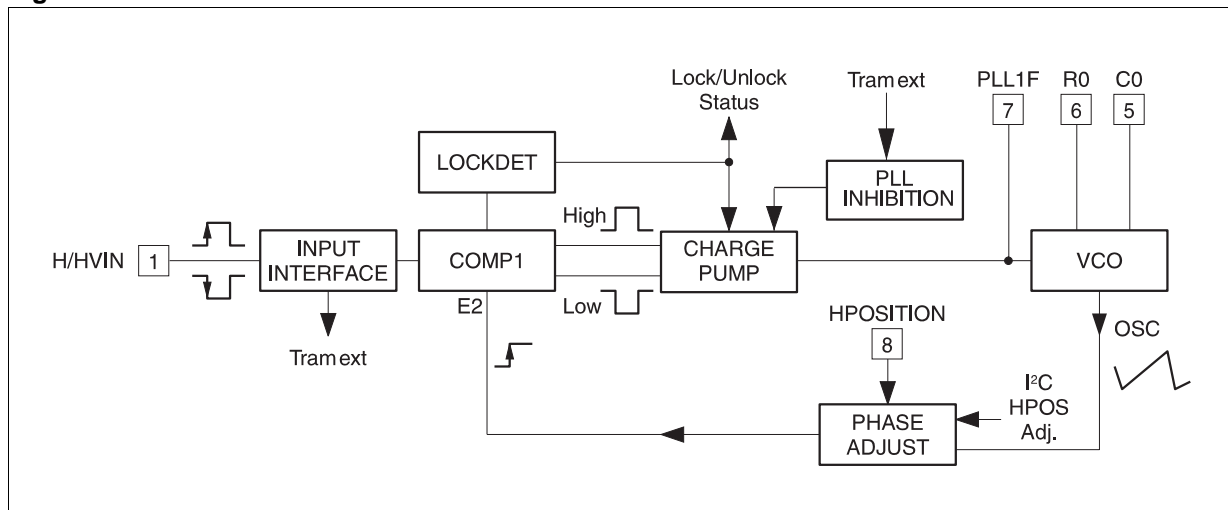 Lock/Unlock
Status
Tramext
PLL1F
R0
C0
7
6
5
LOCKDET
PLL
INHIBITION
High
H/HVIN
1
INPUT
INTERFACE
COMP1
CHARGE
PUMP
VCO
E2
Low
HPOSITION
OSC
Tramext
8
I²C
HPOS
Adj.
PHASE
ADJUST